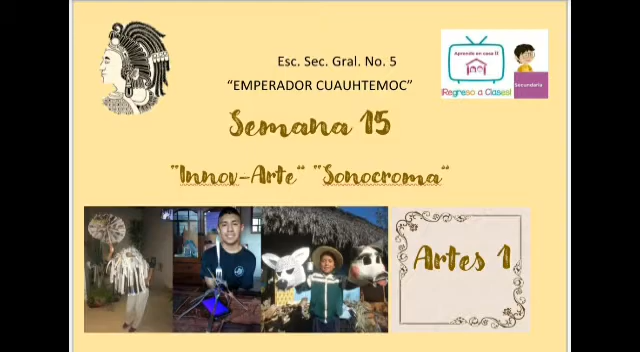 Esc. Sec. Gral. No. 5
“EMPERADOR CUAUHTEMOC”
Aprende en casa II
¡Regreso a Clases!
Secundaria
Semana 15
“Innov-Arte“ “Sonocroma“
Artes 1